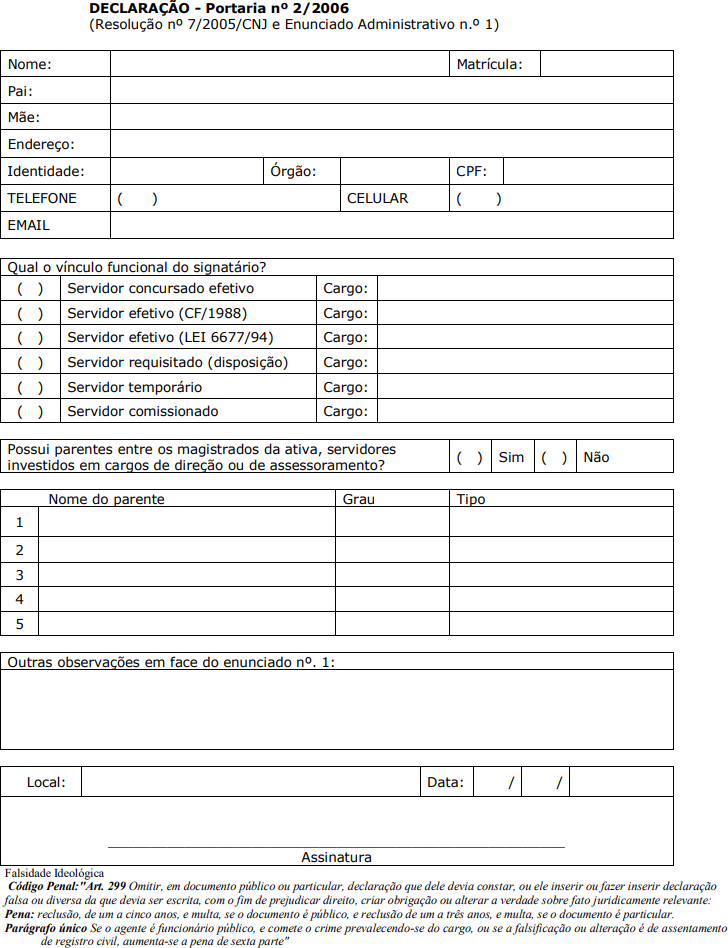 DECLARAÇÃO - Portaria nº 2/2006
(Resolução nº 7/2005/CNJ e Enunciado Administrativo n.º 1)
Nome: Matrícula:
Pai:
Mãe:
Endereço:
Identidade: Órgão: CPF:
TELEFONE ( ) CELULAR ( )
EMAIL
Qual o vínculo funcional do signatário?
( ) Servidor concursado efetivo Cargo:
( ) Servidor efetivo (CF/1988) Cargo:
( ) Servidor efetivo (LEI 6677/94) Cargo:
( ) Servidor requisitado (disposição) Cargo:
( ) Servidor temporário Cargo:
( ) Servidor comissionado Cargo:
Possui parentes entre os magistrados da ativa, servidores
investidos em cargos de direção ou de assessoramento? ( ) Sim ( ) Não
Nome do parente Grau Tipo
1
2
3
4
5
Outras observações em face do enunciado nº. 1:
Local: Data: / /
Assinatura
Falsidade Ideológica
Código Penal:"Art. 299 Omitir, em documento público ou particular, declaração que dele devia constar, ou ele inserir ou fazer inserir declaração
falsa ou diversa da que devia ser escrita, com o fim de prejudicar direito, criar obrigação ou alterar a verdade sobre fato juridicamente relevante:
Pena: reclusão, de um a cinco anos, e multa, se o documento é público, e reclusão de um a três anos, e multa, se o documento é particular.
Parágrafo único Se o agente é funcionário público, e comete o crime prevalecendo-se do cargo, ou se a falsificação ou alteração é de assentamento
de registro civil, aumenta-se a pena de sexta parte"